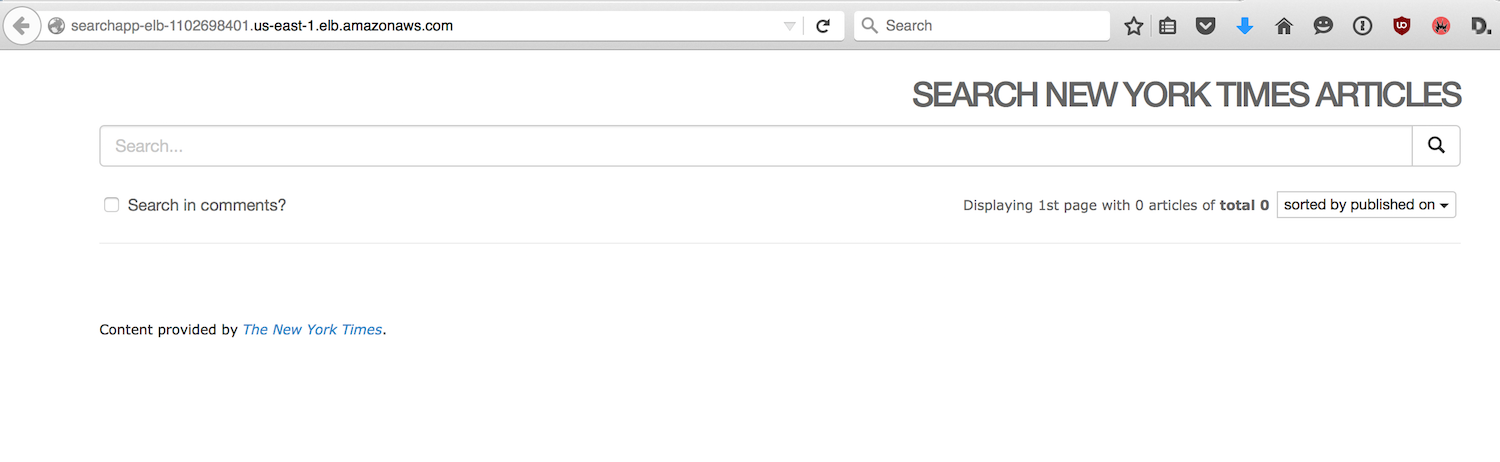 searchapp-elb-1102698401.us-east-1.elb.amazonaws.com
Search
SEARCH NEW YORK TIMES ARTICLES
Search...
Search in comments?
Displaying 1st page with 0 articles of total 0
sorted by published on
Content provided by The New York Times.